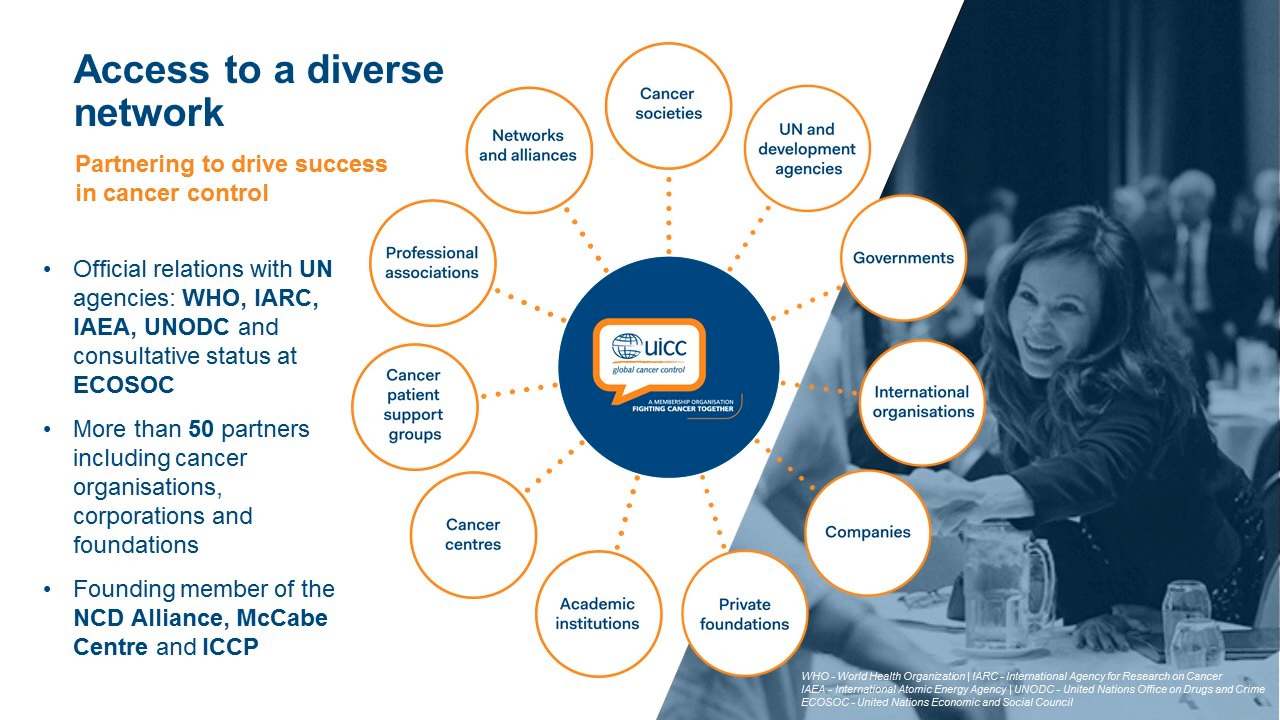 Access to a diverse
network
Partnering to drive success
in cancer control
• Official relations with UN
agencies: WHO, IARC,
IAEA, UNODC and
consultative status at
ECOSOC
• More than 50 partners
including cancer
organisations,
corporations and
foundations
• Founding member of the
NCD Alliance, McCabe
Centre and ICCP
Cancer
societies
UN and
development
agencies
Governments
International
organisations
Companies
Private
foundations
Academic
institutions
Cancer
centres
Cancer
patient
support
groups
Professional
associations
Networks
and alliances
uicc
global cancer control
A MEMBERSHIP ORGANISATION
FIGHTING CANCER TOGETHER
WHO - World Health Organization | IARC - International Agency for Research on Cancer
IAEA - International Atomic Energy Agency | UNODC - United Nations Office on Drugs and Crime
ECOSOC - United Nations Economic and Social Council